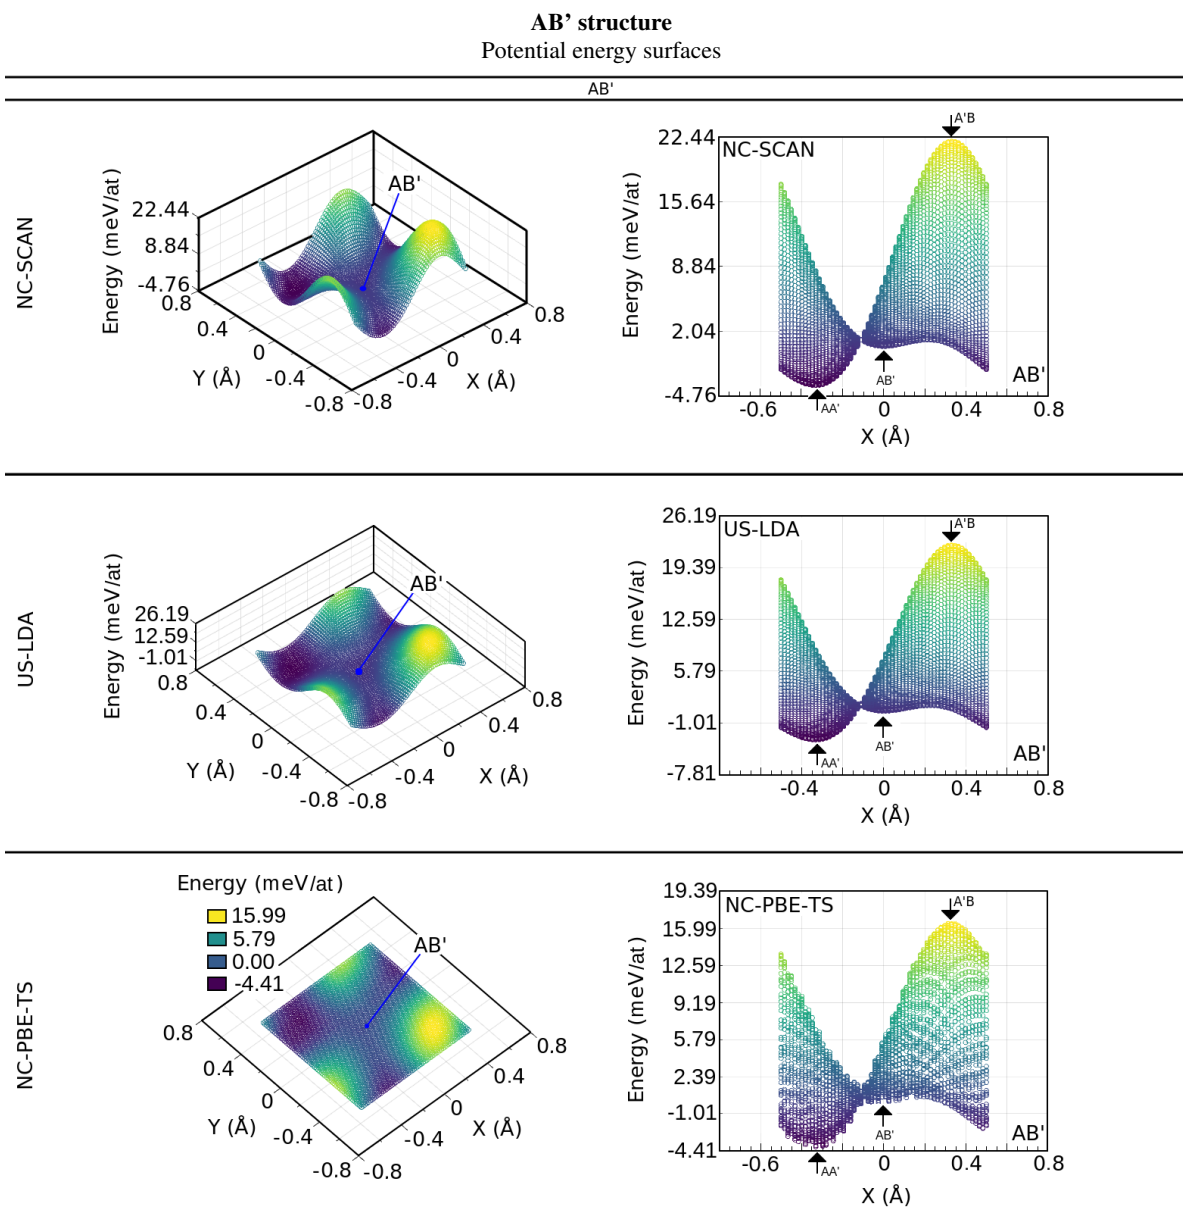 AB’ structure
Potential energy surfaces
AB'
NC-SCAN
Energy (meV/at)
22.44
8.84
-4.76
0.8
0.4
0
-0.4
-0.8
Y (Å)
-0.8
-0.4
0
0.4
0.8
X (Å)
AB'
NC-SCAN
Energy (meV/at)
22.44
15.64
8.84
2.04
-4.76
-0.6
0
0.4
0.8
X (Å)
A'B
AB'
AA'
AB'
US-LDA
Energy (meV/at)
26.19
12.59
-1.01
0.8
0.4
0
-0.4
-0.8
Y (Å)
-0.8
-0.4
0
0.4
0.8
X (Å)
AB'
US-LDA
Energy (meV/at)
26.19
19.39
12.59
5.79
-1.01
-7.81
-0.4
0
0.4
0.8
X (Å)
A'B
AB'
AA'
AB'
NC-PBE-TS
Energy (meV/at)
15.99
5.79
0.00
-4.41
0.8
0.4
0
-0.4
-0.8
Y (Å)
-0.8
-0.4
0
0.4
0.8
X (Å)
AB'
NC-PBE-TS
Energy (meV/at)
19.39
15.99
12.59
9.19
5.79
2.39
-1.01
-4.41
-0.6
0
0.4
0.8
X (Å)
A'B
AB'
AA'
AB'